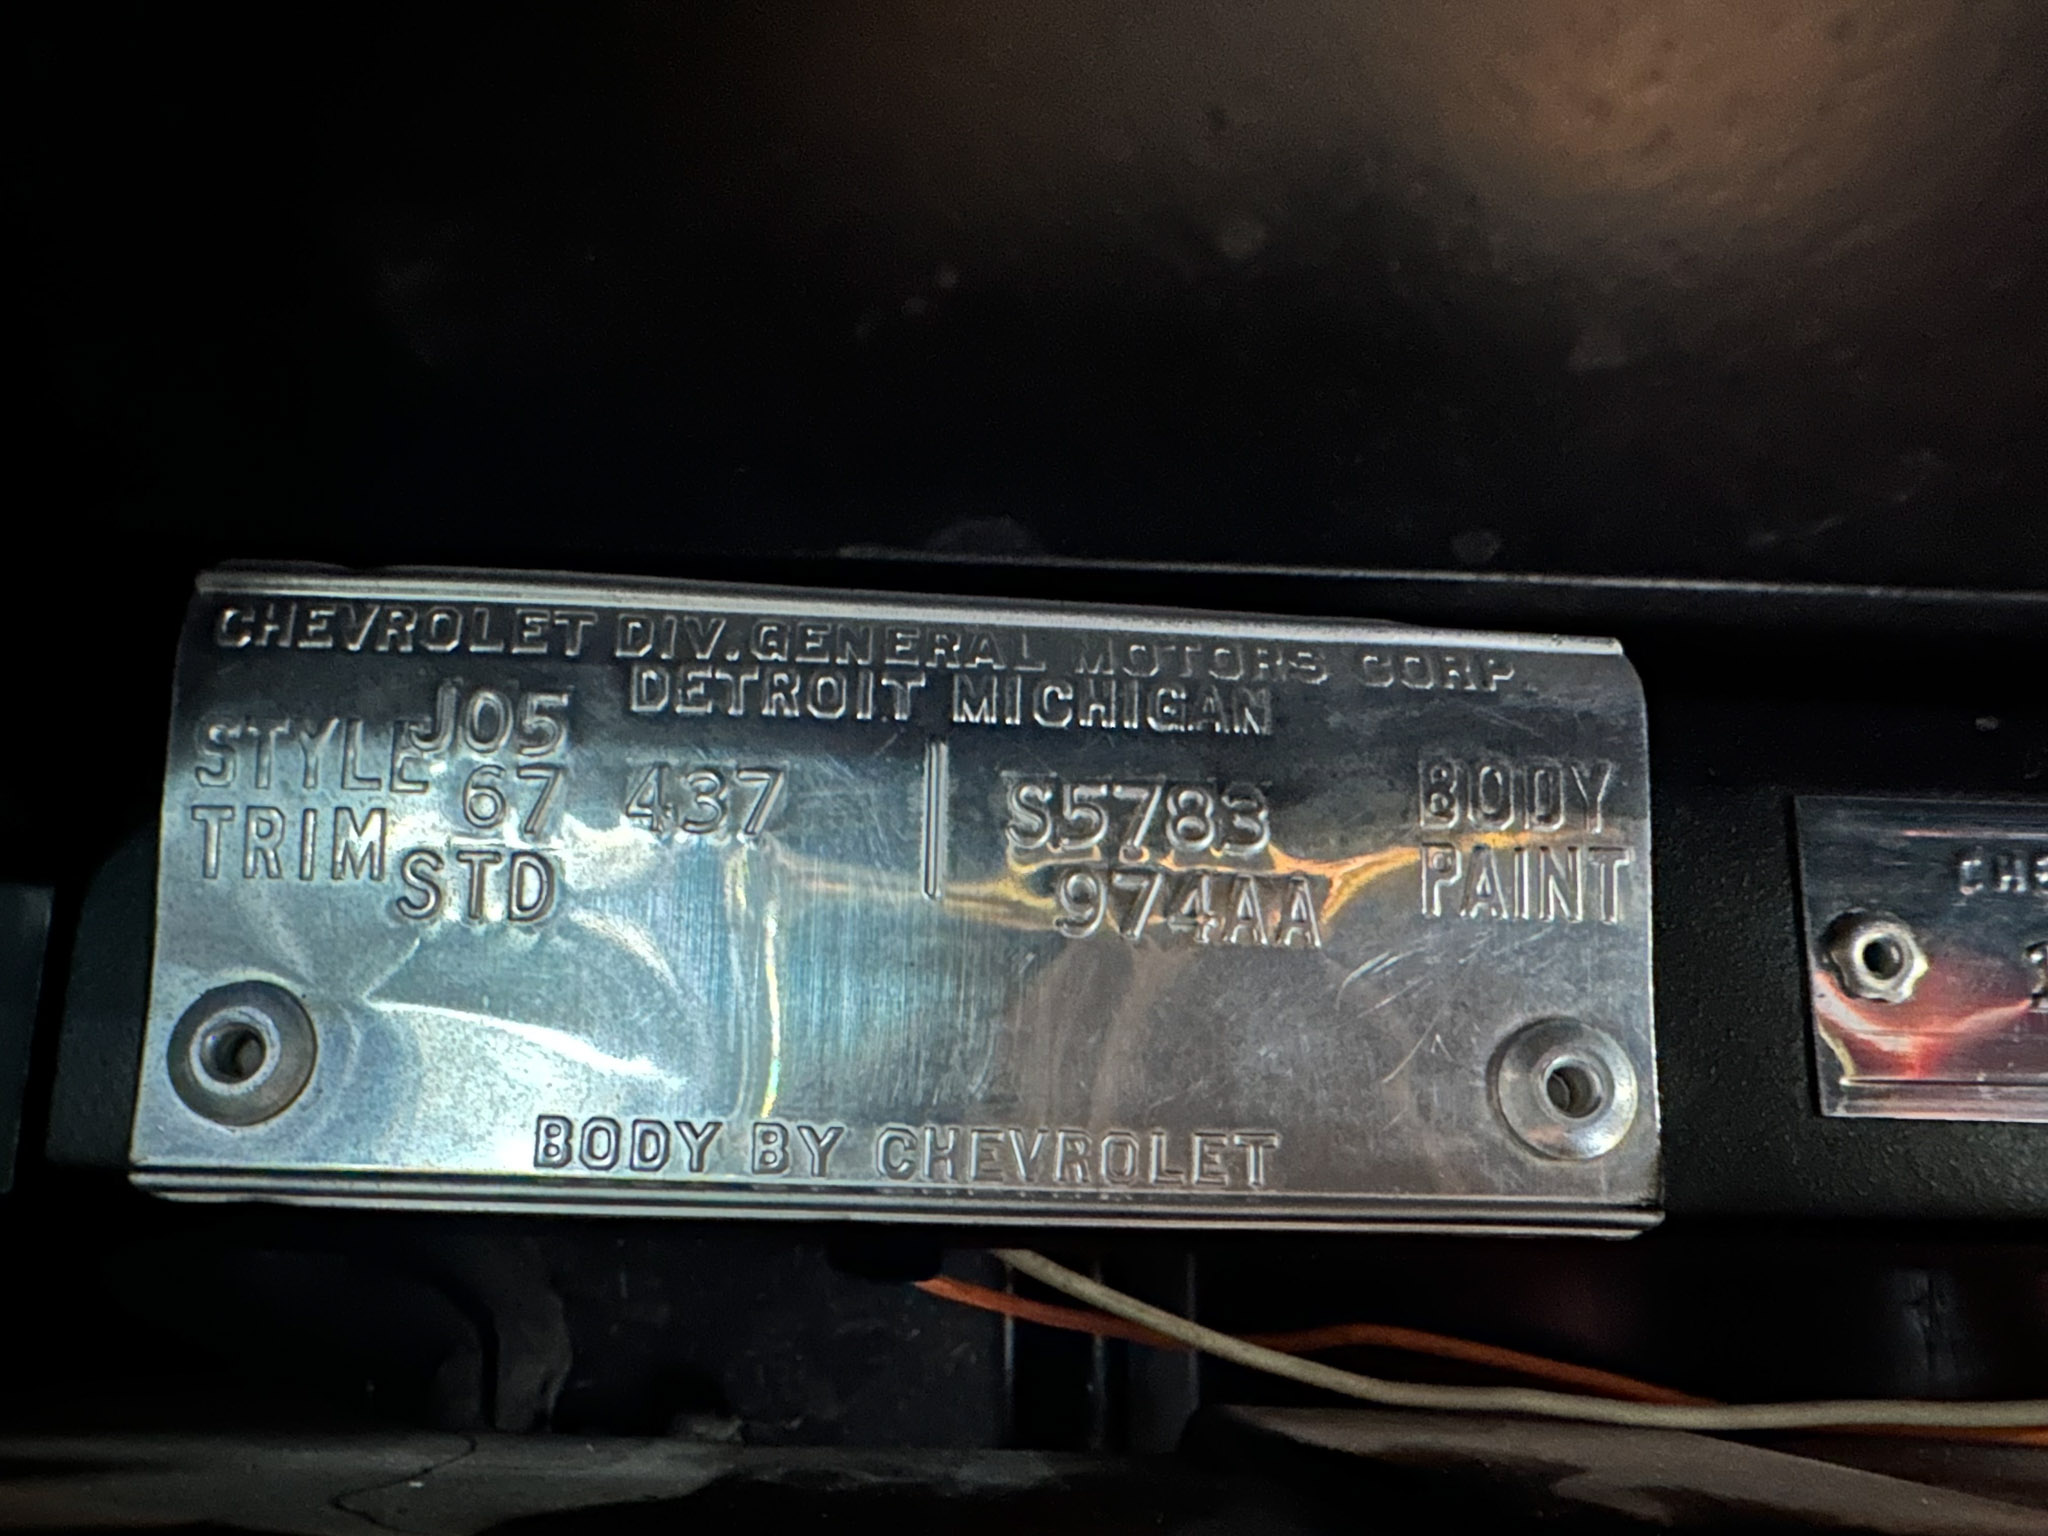 CHEVROLET DIV. GENERAL MOTORS CORP.
DETROIT MICHIGAN
J05
STYLE 67 437 S5783 BODY
TRIM STD 974AA PAINT
BODY BY CHEVROLET